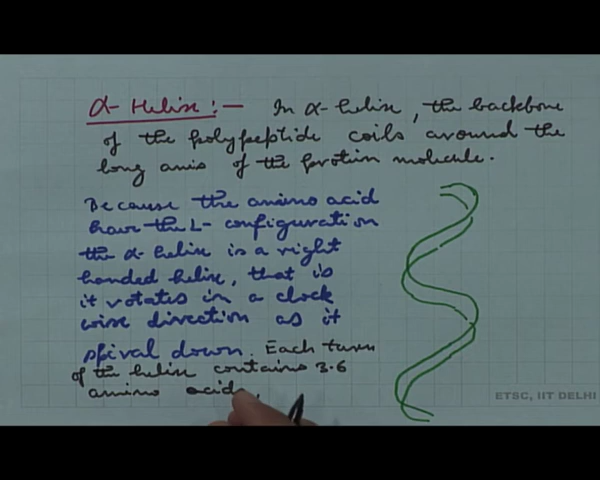 α- Helix :- In α-helix, the backbone
of the polypeptide coils around the
long axis of the protein molecule.
Because the amino acid
have the L- configuration
the α-helix is a right
handed helix, that is
it rotates in a clock
wise direction as it
spiral down. Each turn
of the helix contains 3.6
amino acids.
ETSC, IIT DELHI